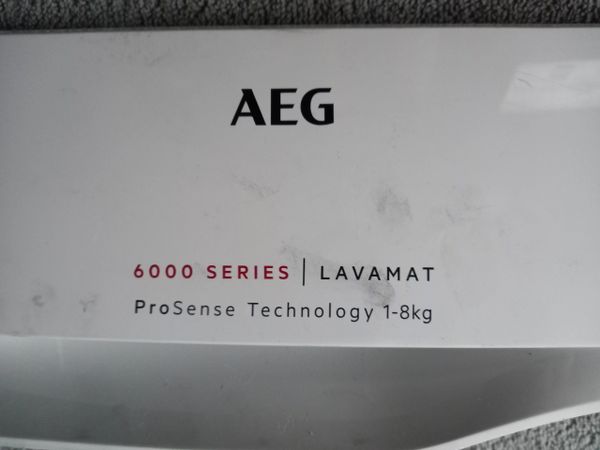 AEG
6000 SERIES | LAVAMAT
ProSense Technology 1-8kg